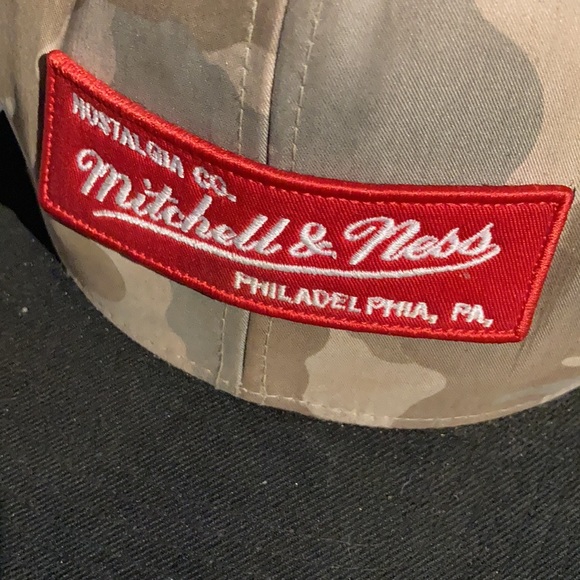 NOSTALGIA CO.
Mitchell & Ness
PHILADELPHIA, PA,